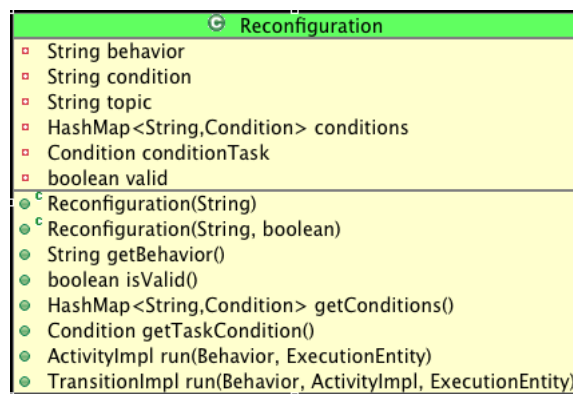 C Reconfiguration
String behavior
String condition
String topic
HashMap<String,Condition> conditions
Condition conditionTask
boolean valid
c Reconfiguration(String)
c Reconfiguration(String, boolean)
String getBehavior()
boolean isValid()
HashMap<String,Condition> getConditions()
Condition getTaskCondition()
ActivityImpl run(Behavior, ExecutionEntity)
TransitionImpl run(Behavior, ActivityImpl, ExecutionEntity)